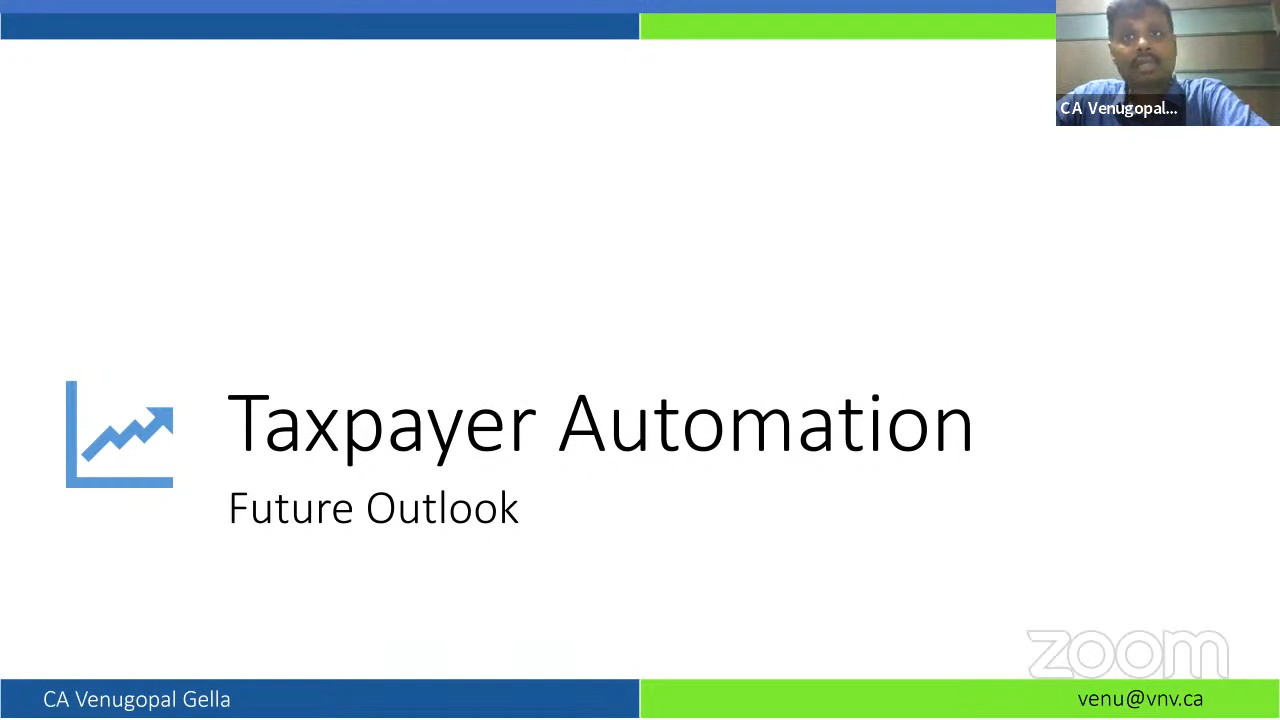 CA Venugopal...
Taxpayer Automation
Future Outlook
zoom
CA Venugopal Gella
venu@vnv.ca